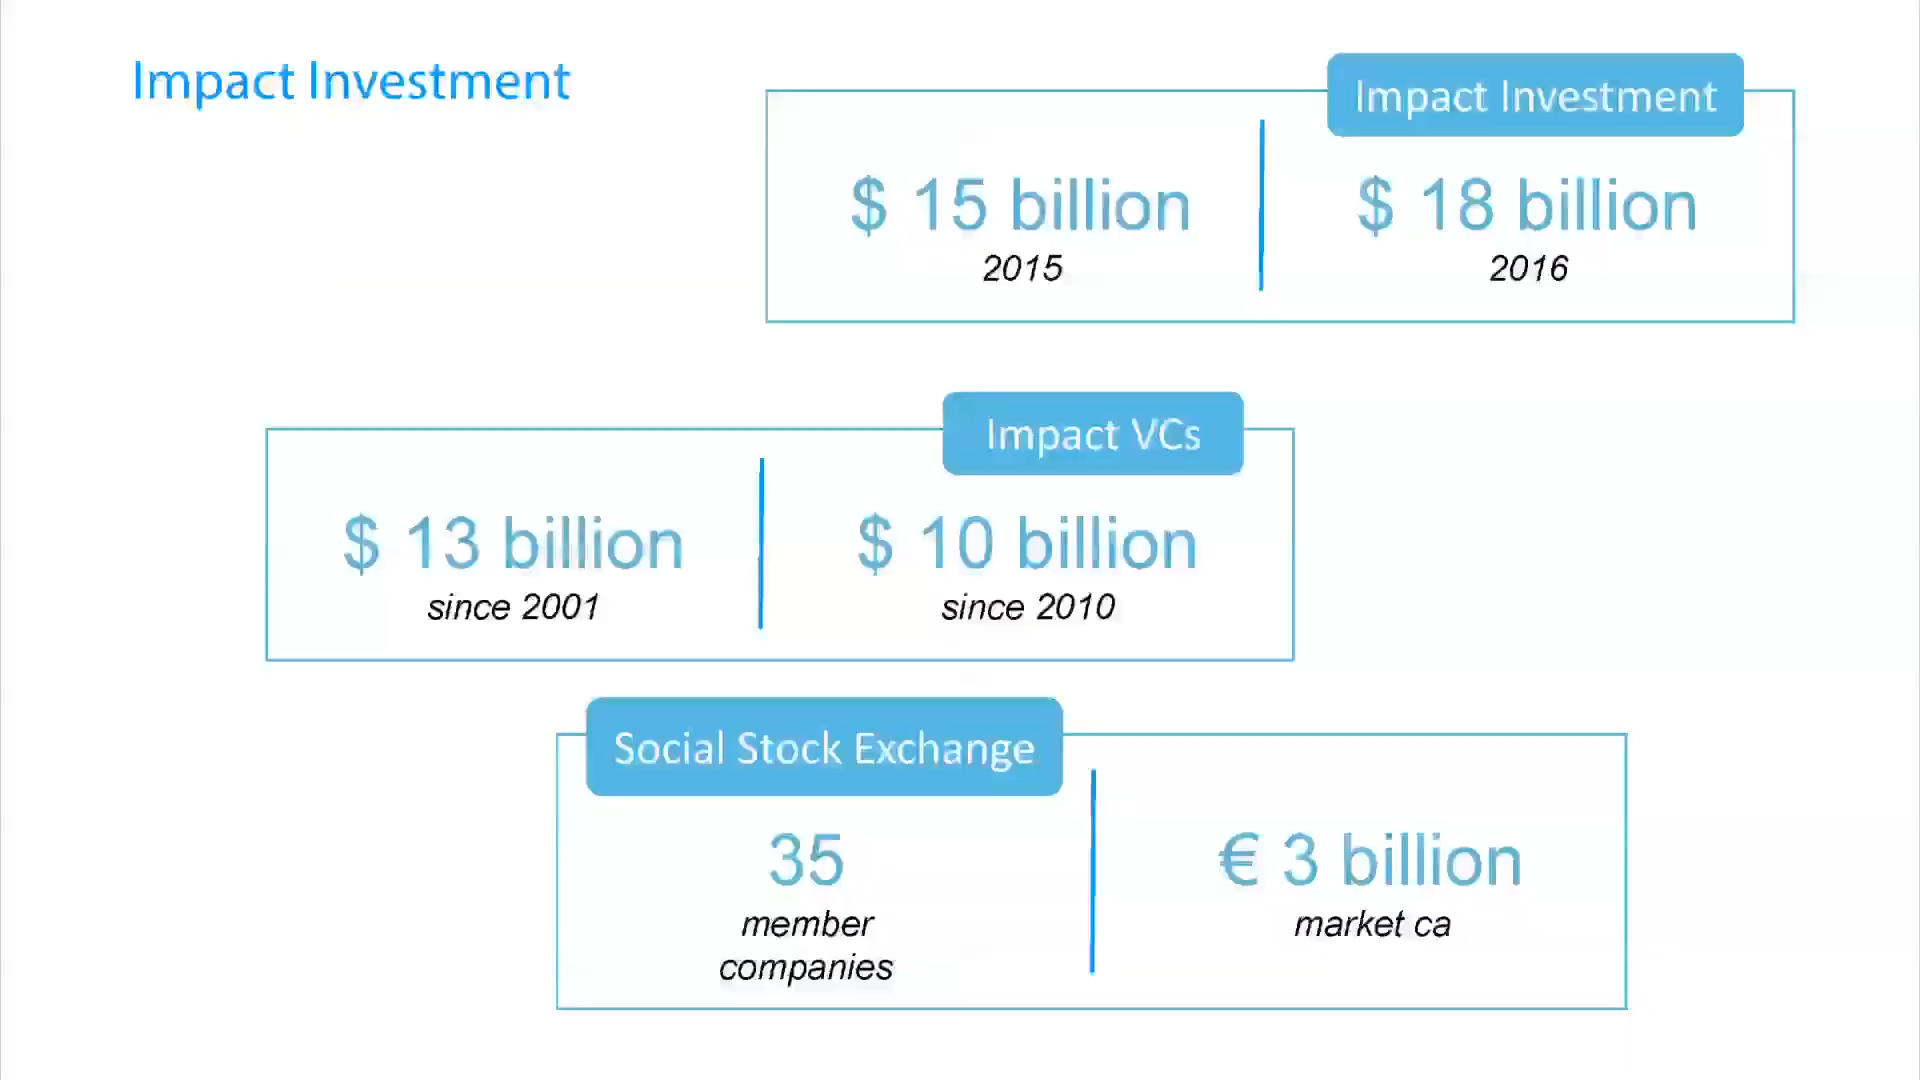 Impact Investment
Impact Investment
$ 15 billion
2015
$ 18 billion
2016
Impact VCs
$ 13 billion
since 2001
$ 10 billion
since 2010
Social Stock Exchange
35
member
companies
€ 3 billion
market ca